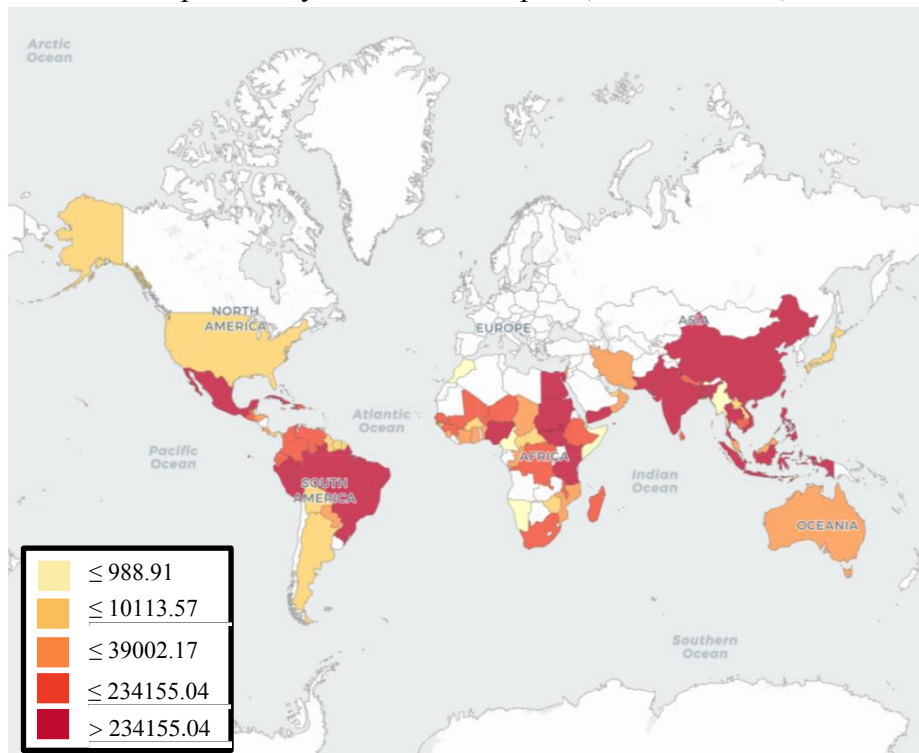 Arctic
Ocean
NORTH
AMERICA
EUROPE
ASIA
Atlantic
Ocean
Pacific
Ocean
AFRICA
Indian
Ocean
SOUTH
AMERICA
OCEANIA
≤ 988.91
≤ 10113.57
≤ 39002.17
≤ 234155.04
> 234155.04
Southern
Ocean